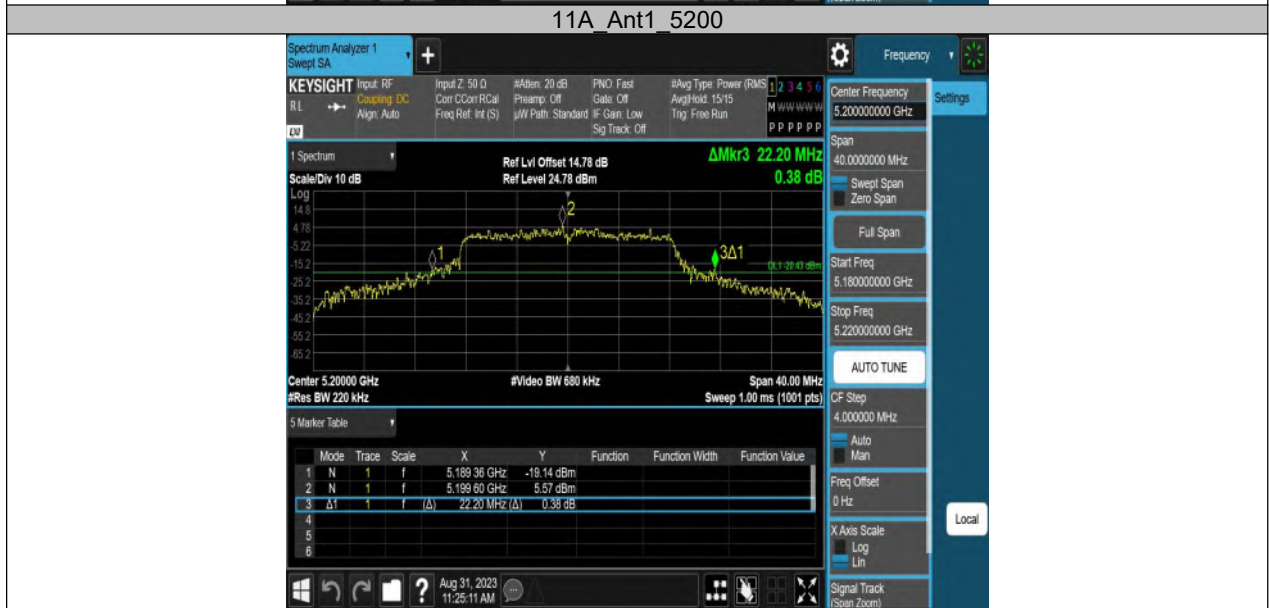 11A_Ant1_5200
Spectrum Analyzer 1
Swept SA
Frequency
KEYSIGHT
RL
Input: RF
Coupling: DC
Align: Auto
Input Z: 50 Ω
Corr CCorr RCal
Freq Ref: Int (S)
#Atten: 20 dB
Preamp: Off
µW Path: Standard
PNO: Fast
Gate: Off
IF Gain: Low
Sig Track: Off
#Avg Type: Power (RMS
Avg|Hold: 15/15
Trig: Free Run
1 2 3 4 5 6
M W W W W W
P P P P P P
Center Frequency
5.200000000 GHz
Settings
Span
40.0000000 MHz
Swept Span
Zero Span
Full Span
Start Freq
5.180000000 GHz
Stop Freq
5.220000000 GHz
AUTO TUNE
CF Step
4.000000 MHz
Auto
Man
Freq Offset
0 Hz
X Axis Scale
Log
Lin
Local
Signal Track
(Span Zoom)
1 Spectrum
Scale/Div 10 dB
Ref Lvl Offset 14.78 dB
Ref Level 24.78 dBm
ΔMkr3 22.20 MHz
0.38 dB
Log
14.8
4.78
-5.22
-15.2
-25.2
-35.2
-45.2
-55.2
-65.2
1
2
3Δ1
DL1 -20.43 dBm
Center 5.20000 GHz
#Video BW 680 kHz
Span 40.00 MHz
#Res BW 220 kHz
Sweep 1.00 ms (1001 pts)
5 Marker Table
Mode Trace Scale X Y Function Function Width Function Value
1 N 1 f 5.189 36 GHz -19.14 dBm
2 N 1 f 5.199 60 GHz 5.57 dBm
3 Δ1 1 f (Δ) 22.20 MHz (Δ) 0.38 dB
4
5
6
Aug 31, 2023
11:25:11 AM